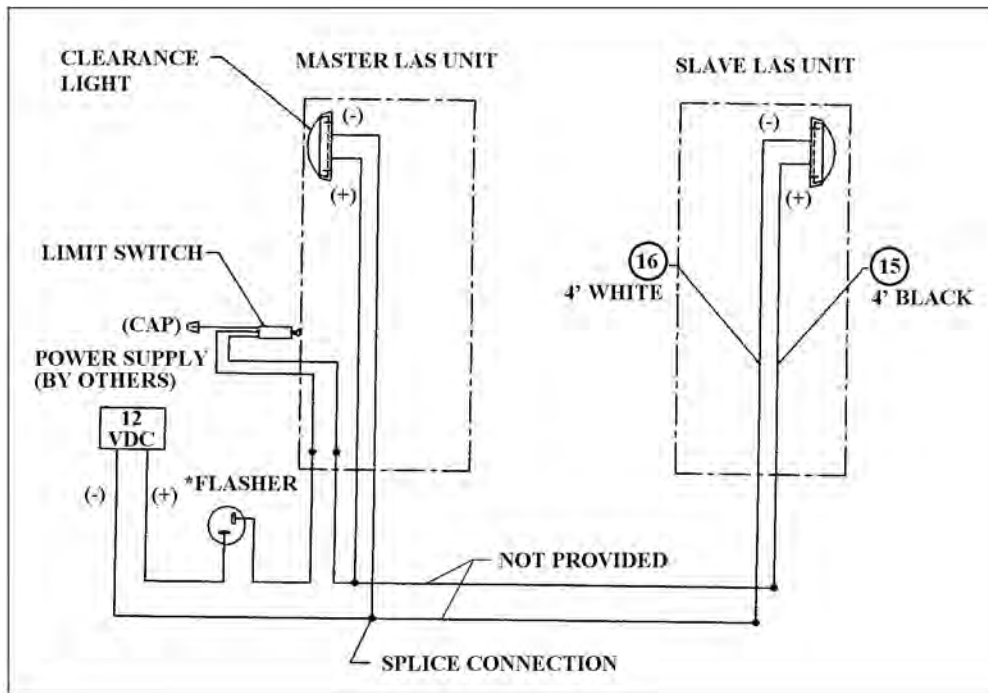 CLEARANCE
LIGHT
MASTER LAS UNIT
SLAVE LAS UNIT
(-)
(+)
(-)
(+)
LIMIT SWITCH
(CAP)
POWER SUPPLY
(BY OTHERS)
12
VDC
(-)
(+)
*FLASHER
16
4' WHITE
15
4' BLACK
NOT PROVIDED
SPLICE CONNECTION